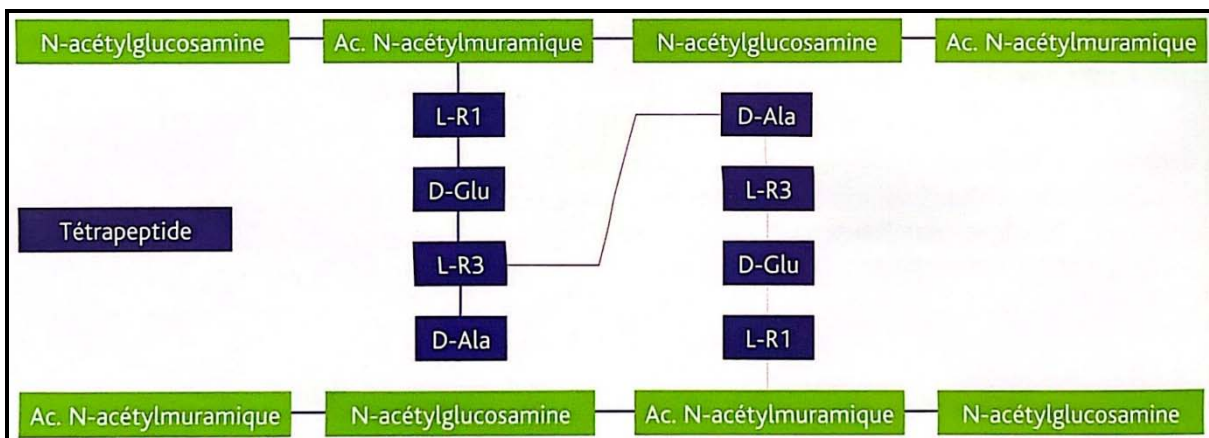 N-acétylglucosamine Ac. N-acétylmuramique N-acétylglucosamine Ac. N-acétylmuramique
L-R1 D-Ala
D-Glu L-R3
Tétrapeptide
L-R3 D-Glu
D-Ala L-R1
Ac. N-acétylmuramique N-acétylglucosamine Ac. N-acétylmuramique N-acétylglucosamine